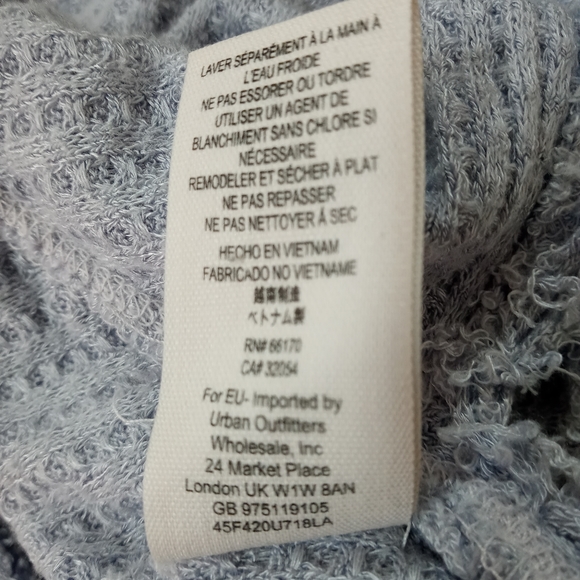 LAVER SÉPARÉMENT À LA MAIN À
L'EAU FROIDE
NE PAS ESSORER OU TORDRE
UTILISER UN AGENT DE
BLANCHIMENT SANS CHLORE SI
NÉCESSAIRE
REMODELER ET SÉCHER À PLAT
NE PAS REPASSER
NE PAS NETTOYER À SEC
HECHO EN VIETNAM
FABRICADO NO VIETNAME
越南制造
ベトナム製
RN# 66170
CA# 32054
For EU- Imported by
Urban Outfitters
Wholesale, Inc
24 Market Place
London UK W1W 8AN
GB 975119105
45F420U718LA